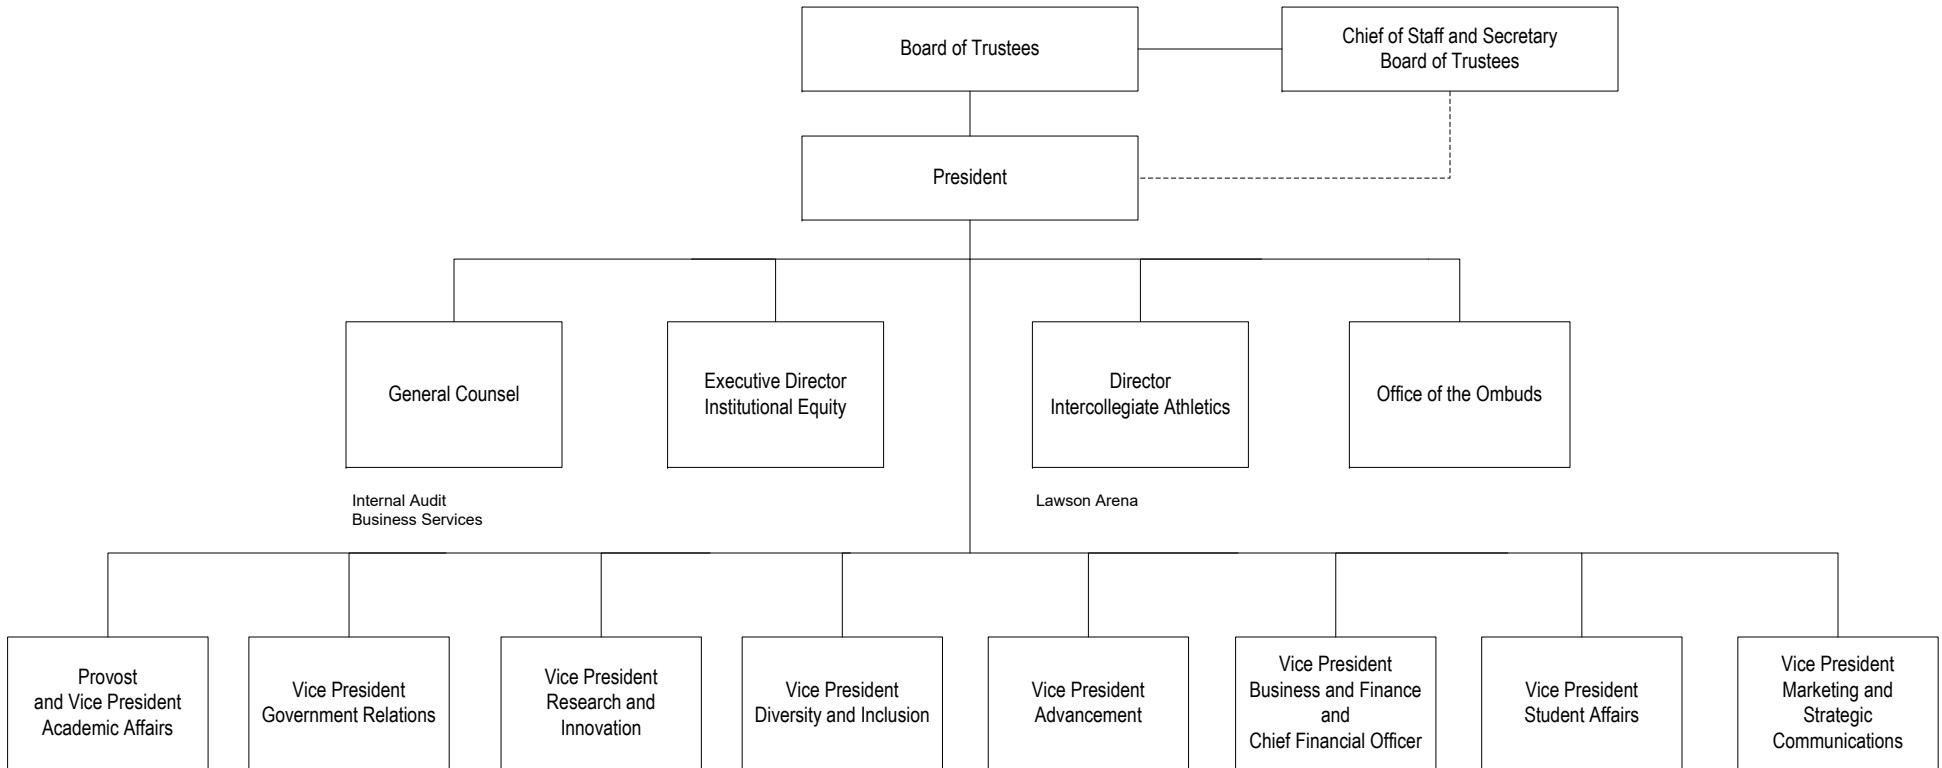 Board of Trustees
Chief of Staff and Secretary
Board of Trustees
President
General Counsel
Executive Director
Institutional Equity
Director
Intercollegiate Athletics
Office of the Ombuds
Internal Audit
Business Services
Lawson Arena
Provost
and Vice President
Academic Affairs
Vice President
Government Relations
Vice President
Research and
Innovation
Vice President
Diversity and Inclusion
Vice President
Advancement
Vice President
Business and Finance
and
Chief Financial Officer
Vice President
Student Affairs
Vice President
Marketing and
Strategic
Communications